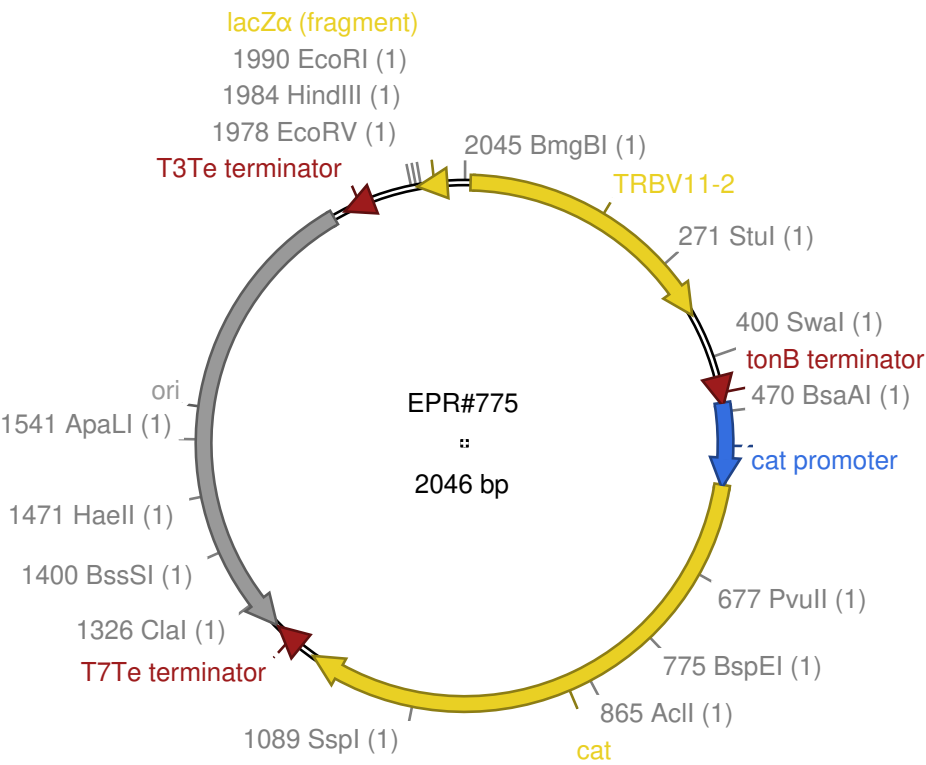 lacZα (fragment)
1990 EcoRI (1)
1984 HindIII (1)
1978 EcoRV (1)
T3Te terminator
2045 BmgBI (1)
TRBV11-2
271 StuI (1)
400 SwaI (1)
tonB terminator
470 BsaAI (1)
cat promoter
EPR#775
2046 bp
ori
1541 ApaLI (1)
1471 HaeII (1)
1400 BssSI (1)
1326 ClaI (1)
T7Te terminator
677 PvuII (1)
775 BspEI (1)
865 AclI (1)
1089 SspI (1)
cat